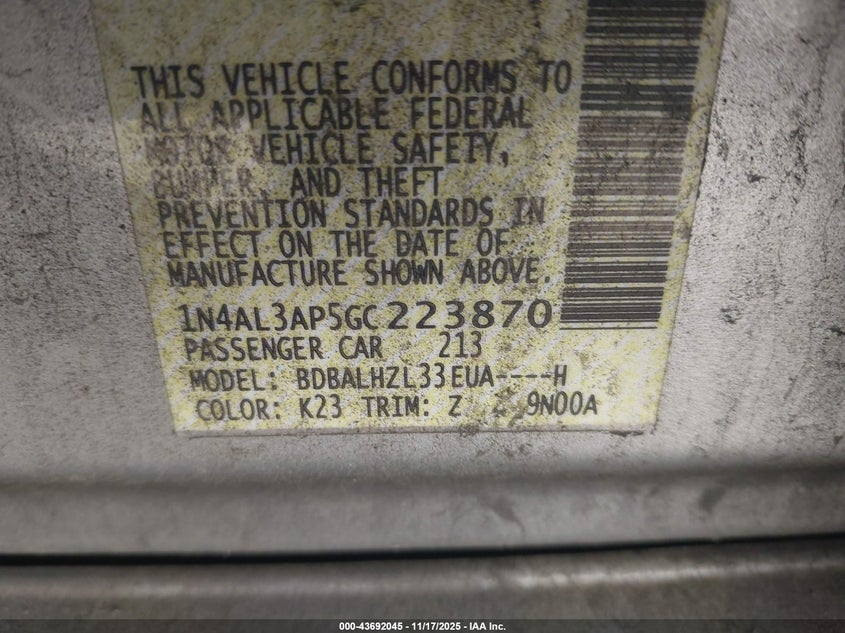 THIS VEHICLE CONFORMS TO
ALL APPLICABLE FEDERAL
MOTOR VEHICLE SAFETY,
BUMPER, AND THEFT
PREVENTION STANDARDS IN
EFFECT ON THE DATE OF
MANUFACTURE SHOWN ABOVE.
1N4AL3AP5GC223870
PASSENGER CAR 213
MODEL: BDBALHZL33EUA----H
COLOR: K23 TRIM: Z 9N00A
000-43692045 - 11/17/2025 - IAA Inc.